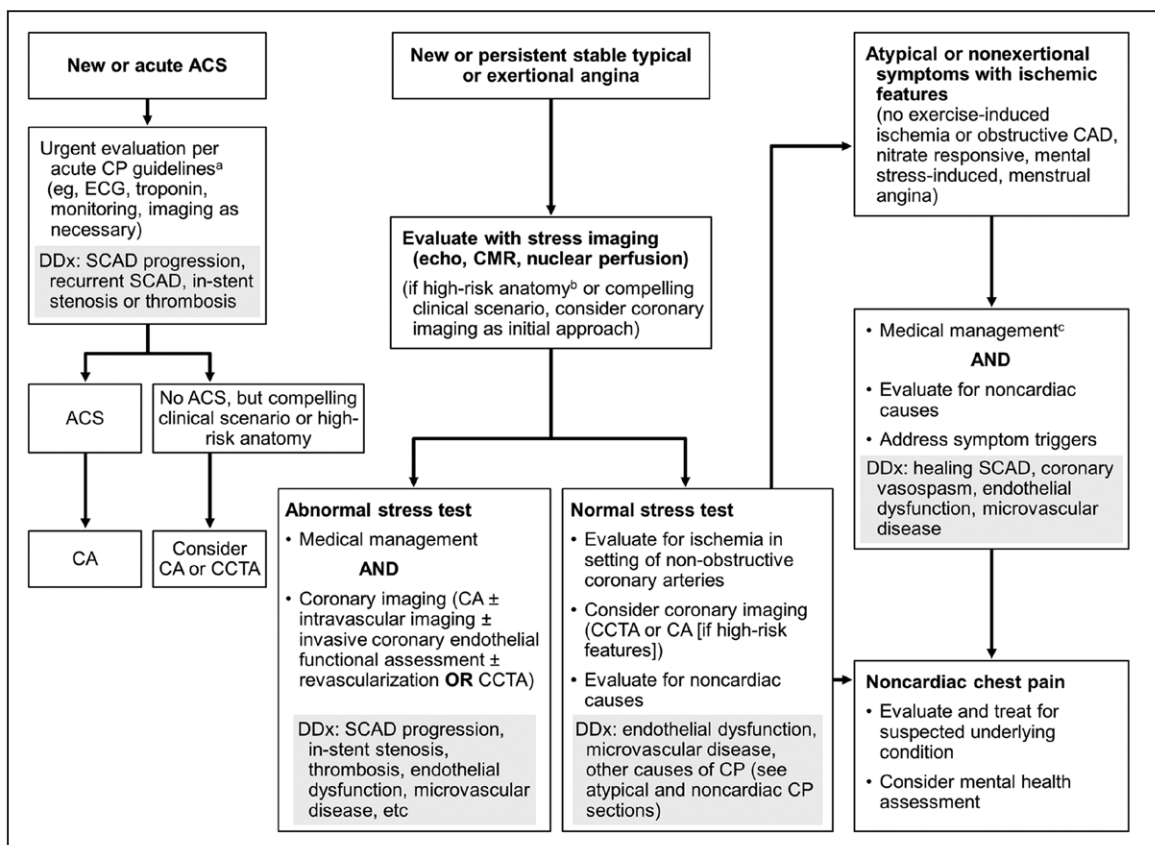 New or acute ACS
Urgent evaluation per
acute CP guidelinesᵃ
(eg, ECG, troponin,
monitoring, imaging as
necessary)
DDx: SCAD progression,
recurrent SCAD, in-stent
stenosis or thrombosis
ACS
No ACS, but compelling
clinical scenario or high-
risk anatomy
CA
Consider
CA or CCTA
New or persistent stable typical
or exertional angina
Evaluate with stress imaging
(echo, CMR, nuclear perfusion)
(if high-risk anatomyᵇ or compelling
clinical scenario, consider coronary
imaging as initial approach)
Abnormal stress test
• Medical management
AND
• Coronary imaging (CA ±
intravascular imaging ±
invasive coronary endothelial
functional assessment ±
revascularization OR CCTA)
DDx: SCAD progression,
in-stent stenosis,
thrombosis, endothelial
dysfunction, microvascular
disease, etc
Normal stress test
• Evaluate for ischemia in
setting of non-obstructive
coronary arteries
• Consider coronary imaging
(CCTA or CA [if high-risk
features])
• Evaluate for noncardiac
causes
DDx: endothelial dysfunction,
microvascular disease,
other causes of CP (see
atypical and noncardiac CP
sections)
Atypical or nonexertional
symptoms with ischemic
features
(no exercise-induced
ischemia or obstructive CAD,
nitrate responsive, mental
stress-induced, menstrual
angina)
• Medical managementᶜ
AND
• Evaluate for noncardiac
causes
• Address symptom triggers
DDx: healing SCAD, coronary
vasospasm, endothelial
dysfunction, microvascular
disease
Noncardiac chest pain
• Evaluate and treat for
suspected underlying
condition
• Consider mental health
assessment